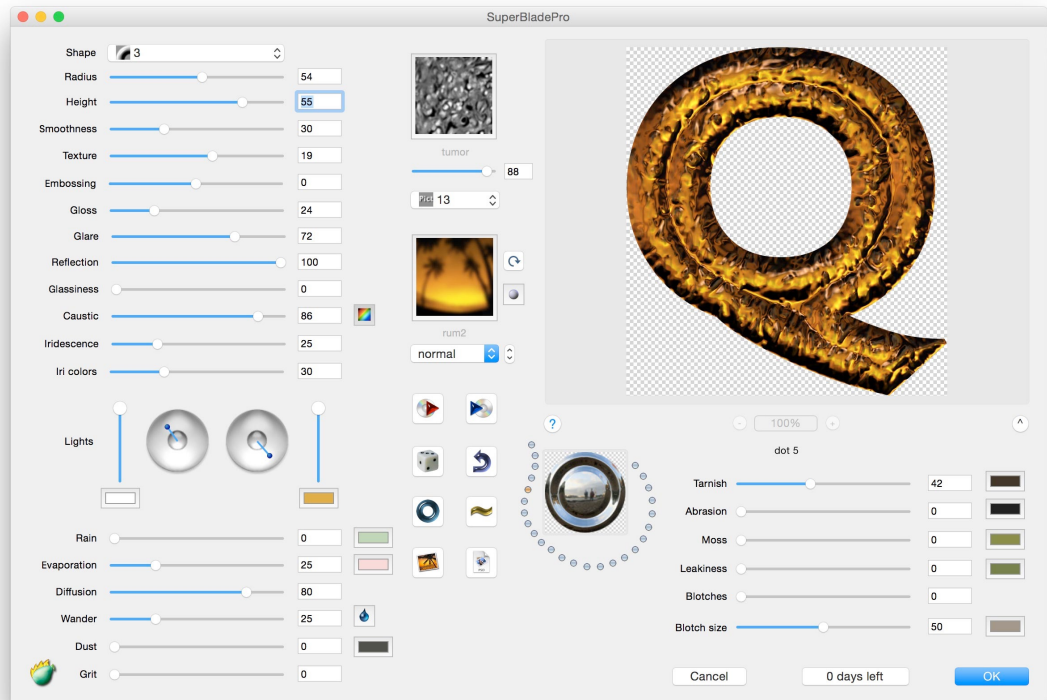 SuperBladePro
Shape 3
Radius 54
Height 55
Smoothness 30
Texture 19
Embossing 0
Gloss 24
Glare 72
Reflection 100
Glassiness 0
Caustic 86
Iridescence 25
Iri colors 30
Lights
Rain 0
Evaporation 25
Diffusion 80
Wander 25
Dust 0
Grit 0
tumor
88
Pict 13
rum2
normal
Q
?
- 100% +
^
dot 5
Tarnish 42
Abrasion 0
Moss 0
Leakiness 0
Blotches 0
Blotch size 50
Cancel
0 days left
OK